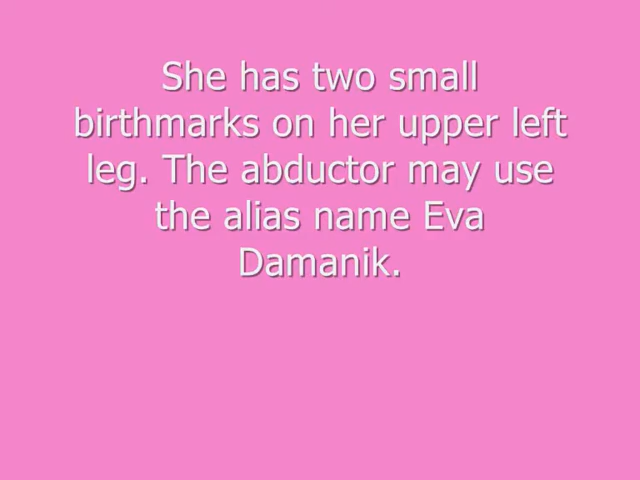 She has two small
birthmarks on her upper left
leg. The abductor may use
the alias name Eva
Damanik.